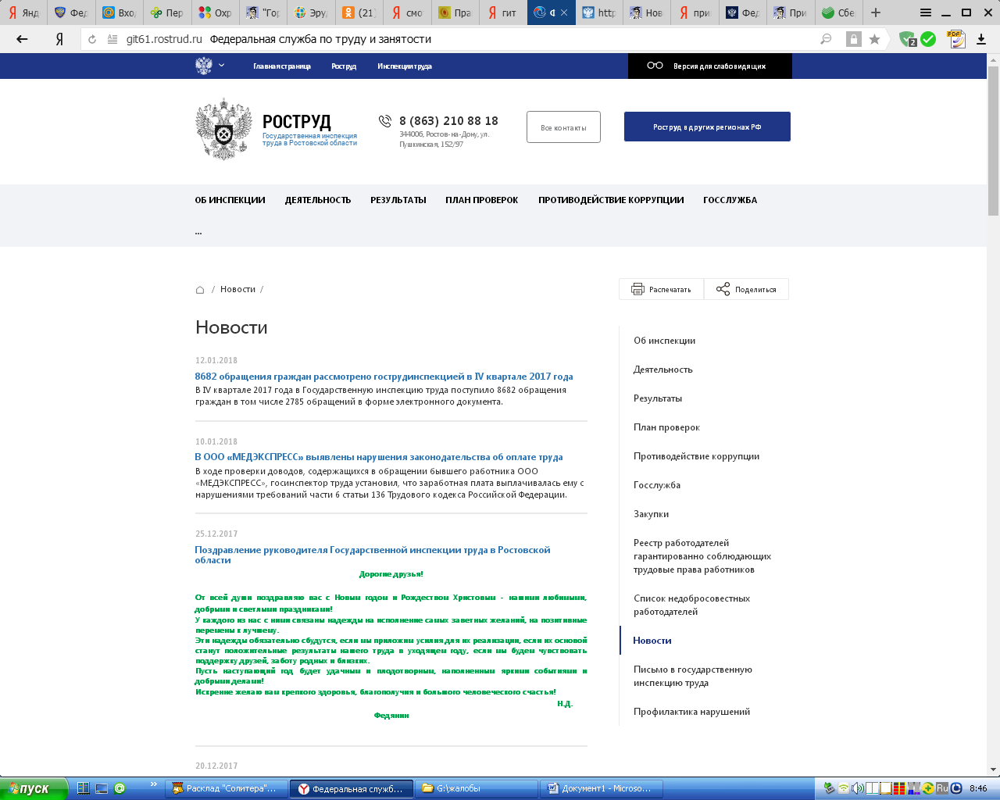 Янд
Фед
Вход
Пер
Охр
"Гор
Эруд
(21)
смо
Пра
гит
Ф
http
Нов
при
Фед
При
Сбер
git61.rostrud.ru Федеральная служба по труду и занятости
2
Главная страница
Роструд
Инспекции труда
Версия для слабовидящих
РОСТРУД
Государственная инспекция
труда в Ростовской области
8 (863) 210 88 18
344006, Ростов-на-Дону, ул.
Пушкинская, 152/97
Все контакты
Роструд в других регионах РФ
ОБ ИНСПЕКЦИИ ДЕЯТЕЛЬНОСТЬ РЕЗУЛЬТАТЫ ПЛАН ПРОВЕРОК ПРОТИВОДЕЙСТВИЕ КОРРУПЦИИ ГОССЛУЖБА
...
/ Новости /
Распечатать
Поделиться
Новости
12.01.2018
8682 обращения граждан рассмотрено гострудинспекцией в IV квартале 2017 года
В IV квартале 2017 года в Государственную инспекцию труда поступило 8682 обращения
граждан в том числе 2785 обращений в форме электронного документа.
10.01.2018
В ООО «МЕДЭКСПРЕСС» выявлены нарушения законодательства об оплате труда
В ходе проверки доводов, содержащихся в обращении бывшего работника ООО
«МЕДЭКСПРЕСС», госинспектор труда установил, что заработная плата выплачивалась ему с
нарушениями требований части 6 статьи 136 Трудового кодекса Российской Федерации.
25.12.2017
Поздравление руководителя Государственной инспекции труда в Ростовской
области
Дорогие друзья!
От всей души поздравляю вас с Новым годом и Рождеством Христовым - нашими любимыми,
добрыми и светлыми праздниками!
У каждого из нас с ними связаны надежды на исполнение самых заветных желаний, на позитивные
перемены к лучшему.
Эти надежды обязательно сбудутся, если мы приложим усилия для их реализации, если их основой
станут положительные результаты нашего труда в уходящем году, если мы будем чувствовать
поддержку друзей, заботу родных и близких.
Пусть наступающий год будет удачным и плодотворным, наполненным яркими событиями и
добрыми делами!
Искренне желаю вам крепкого здоровья, благополучия и большого человеческого счастья!
Н.Д.
Федянин
20.12.2017
Об инспекции
Деятельность
Результаты
План проверок
Противодействие коррупции
Госслужба
Закупки
Реестр работодателей
гарантированно соблюдающих
трудовые права работников
Список недобросовестных
работодателей
Новости
Письмо в государственную
инспекцию труда
Профилактика нарушений
пуск
Расклад "Солитера"...
Федеральная служб...
G:\жалобы
Документ1 - Microso...
Ru
8:46